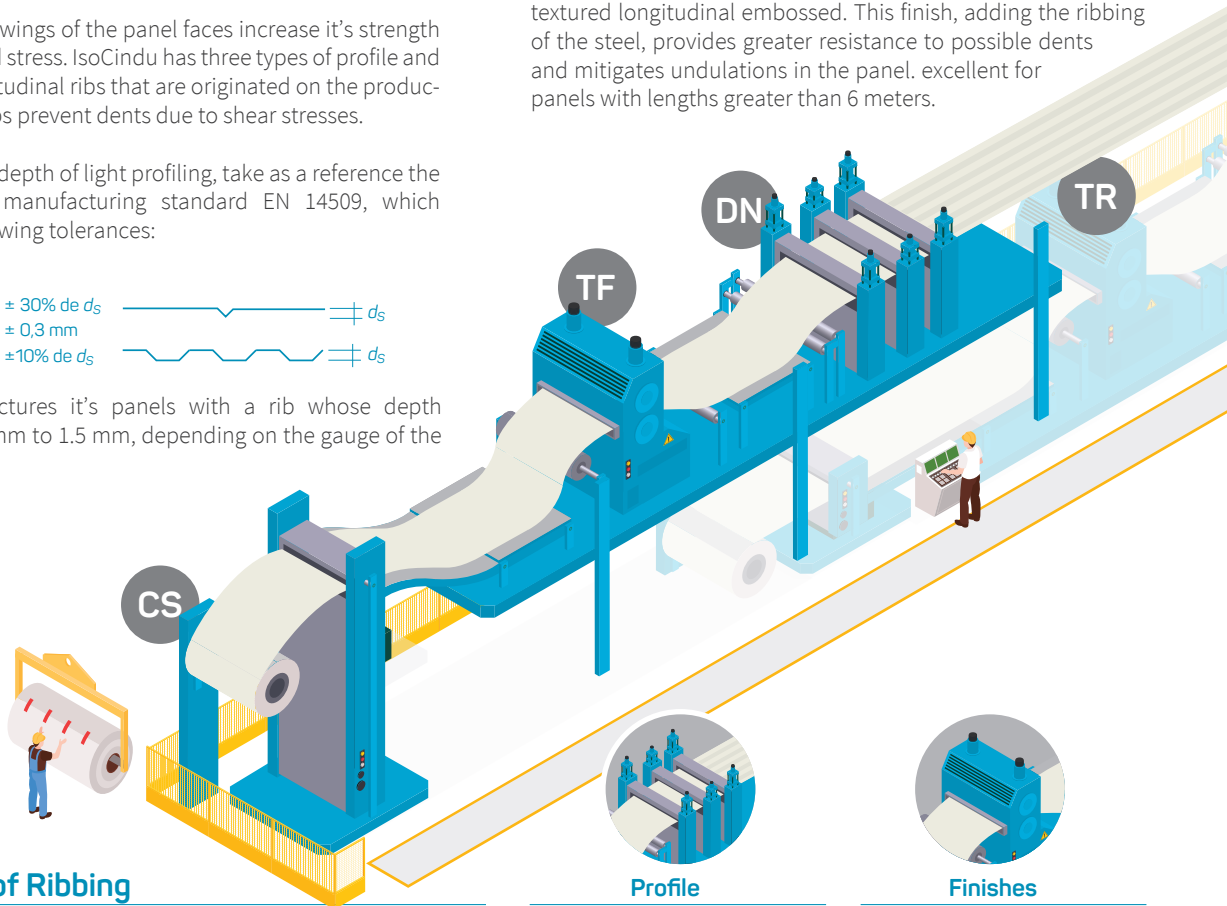 wings of the panel faces increase it's strength
stress. IsoCindu has three types of profile and
itudinal ribs that are originated on the produc-
prevent dents due to shear stresses.
depth of light profiling, take as a reference the
manufacturing standard EN 14509, which
wing tolerances:
± 30% de dS
± 0,3 mm
±10% de dS
dS
dS
ctures it's panels with a rib whose depth
mm to 1.5 mm, depending on the gauge of the
textured longitudinal embossed. This finish, adding the ribbing
of the steel, provides greater resistance to possible dents
and mitigates undulations in the panel. excellent for
panels with lengths greater than 6 meters.
TR
DN
TF
CS
of Ribbing
Profile
Finishes